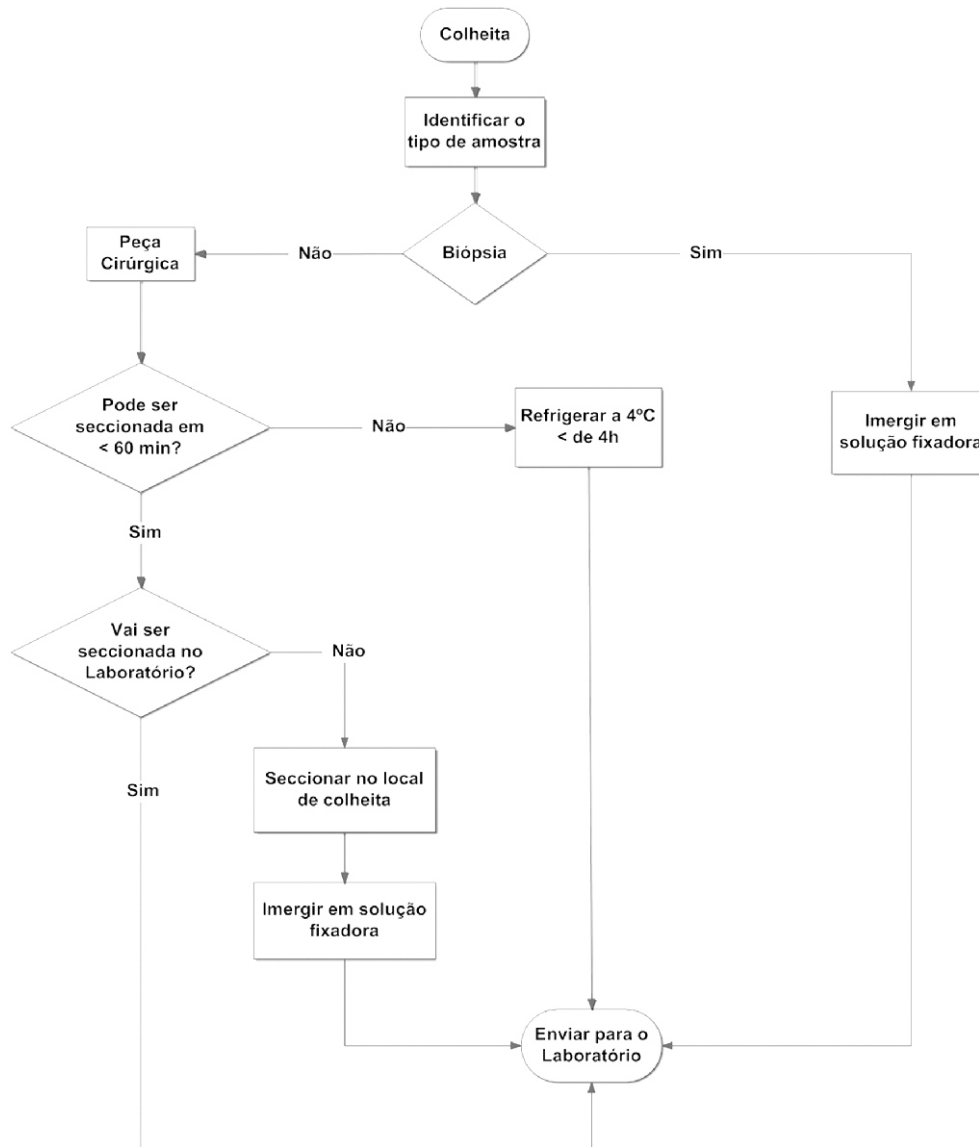 Colheita
Identificar o
tipo de amostra
Peça
Cirúrgica
Não
Biópsia
Sim
Pode ser
seccionada em
< 60 min?
Não
Refrigerar a 4ºC
< de 4h
Imergir em
solução fixadora
Sim
Vai ser
seccionada no
Laboratório?
Não
Seccionar no local
de colheita
Sim
Imergir em solução
fixadora
Enviar para o
Laboratório